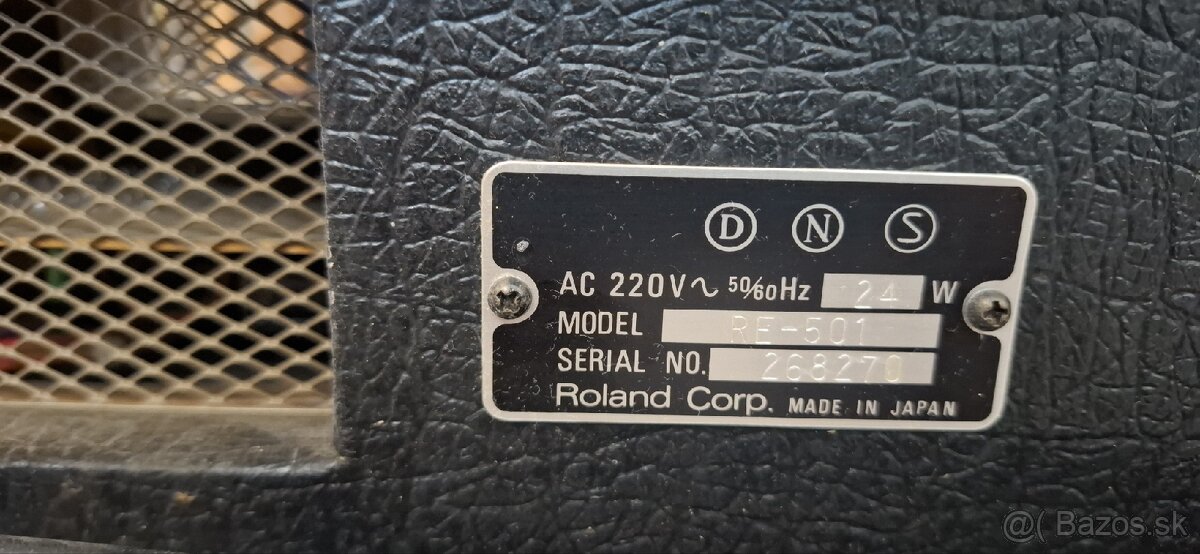 D N S
AC 220V~ 50/60Hz 24 W
MODEL RE-501
SERIAL NO. 268270
Roland Corp. MADE IN JAPAN
@( Bazos.sk